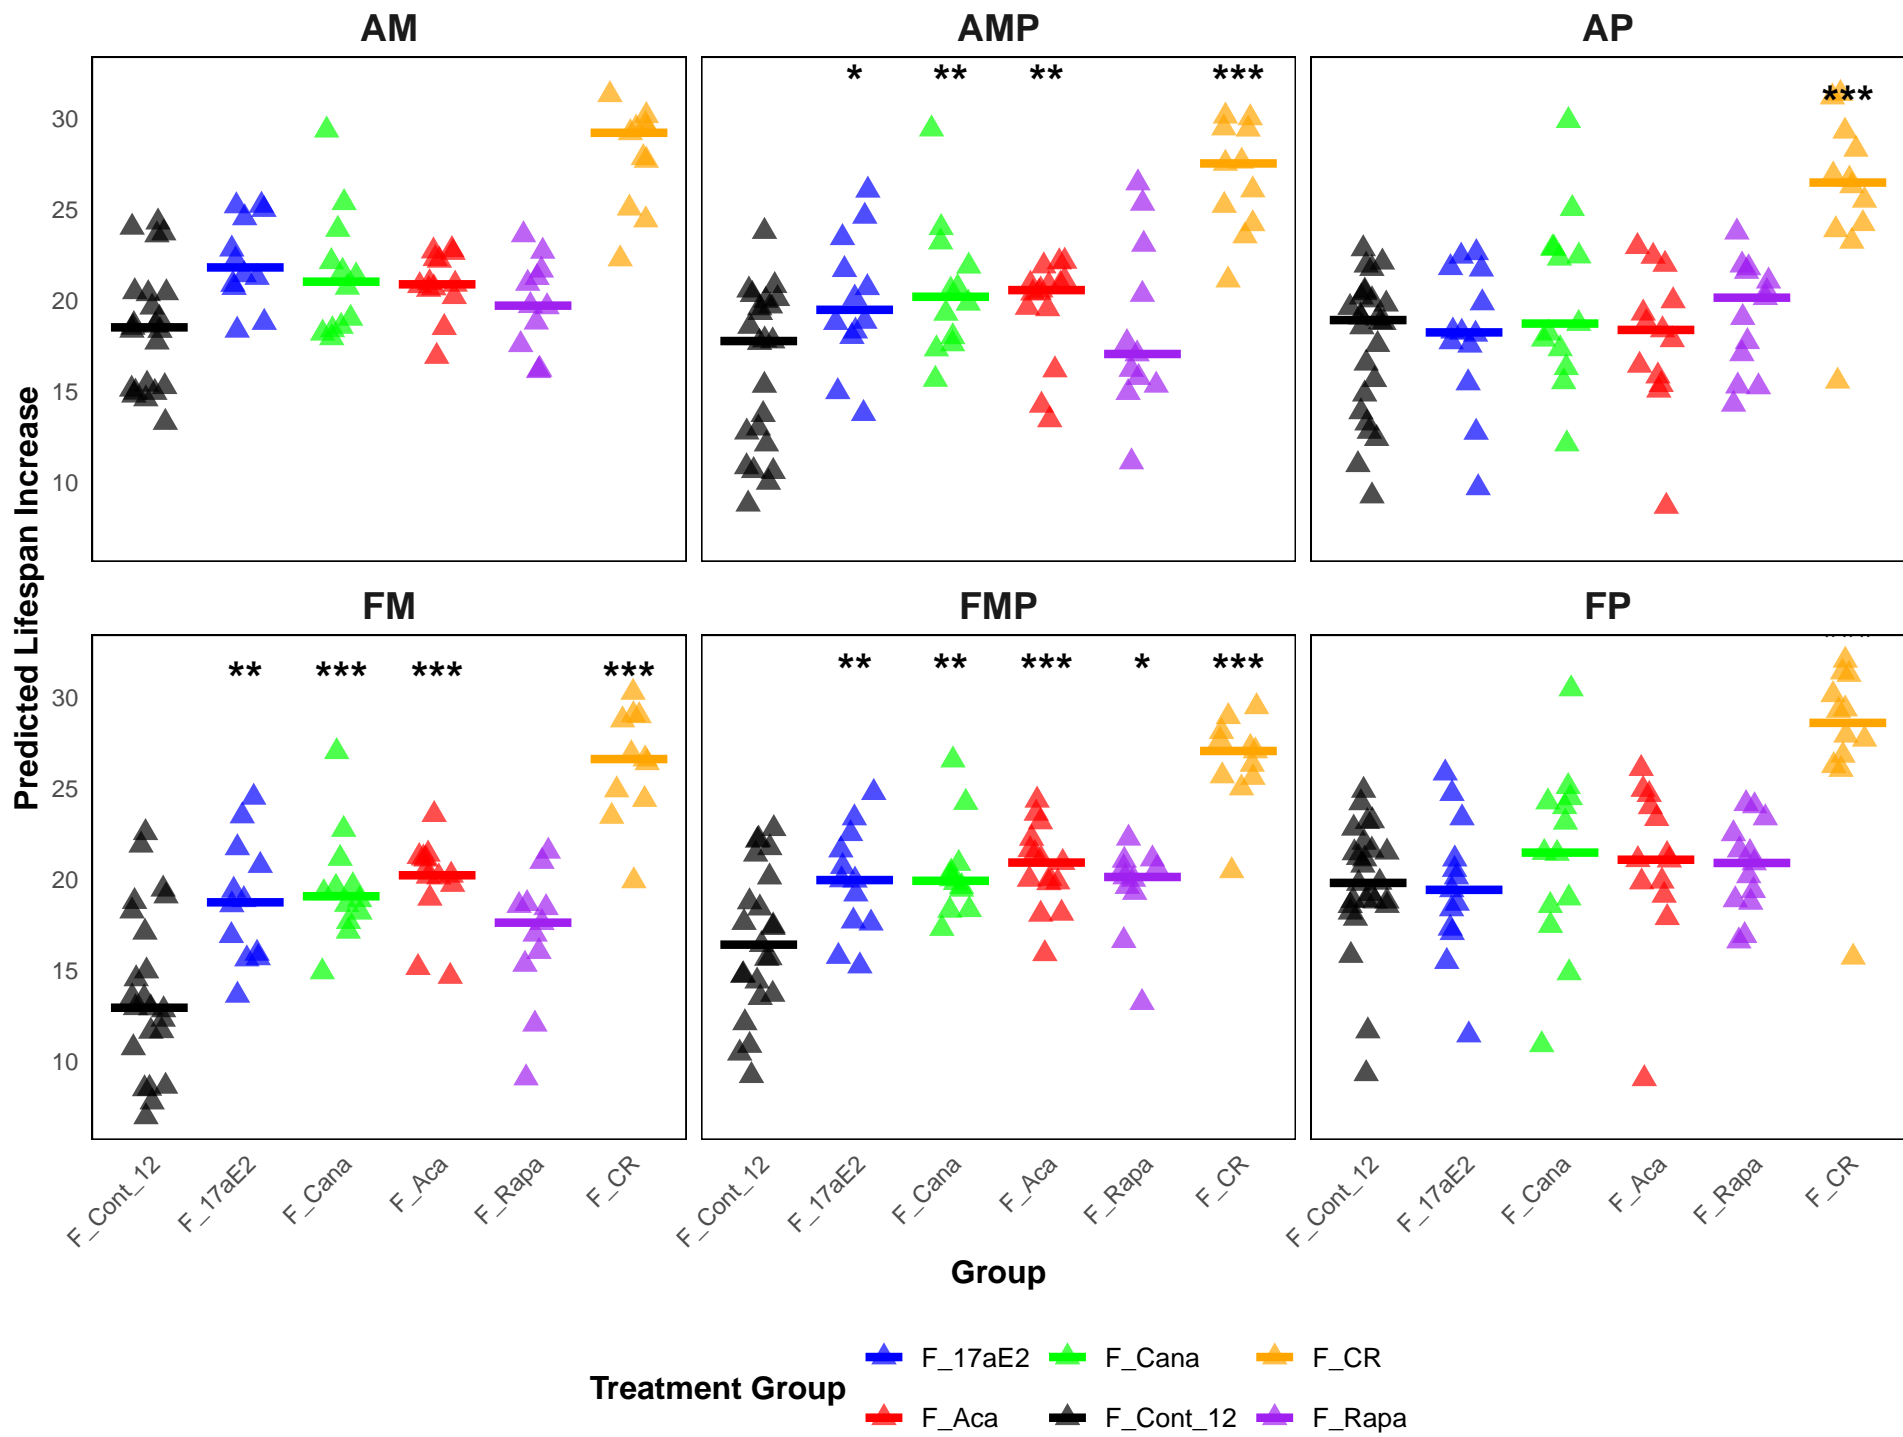 AM
AMP
AP
* ** ** ***
***
30
25
20
15
10
FM
FMP
FP
** *** *** ***
** ** *** * ***
30
25
20
15
10
Predicted Lifespan Increase
F_Cont_12 F_17aE2 F_Cana F_Aca F_Rapa F_CR
F_Cont_12 F_17aE2 F_Cana F_Aca F_Rapa F_CR
F_Cont_12 F_17aE2 F_Cana F_Aca F_Rapa F_CR
Group
Treatment Group
F_17aE2 F_Cana F_CR
F_Aca F_Cont_12 F_Rapa